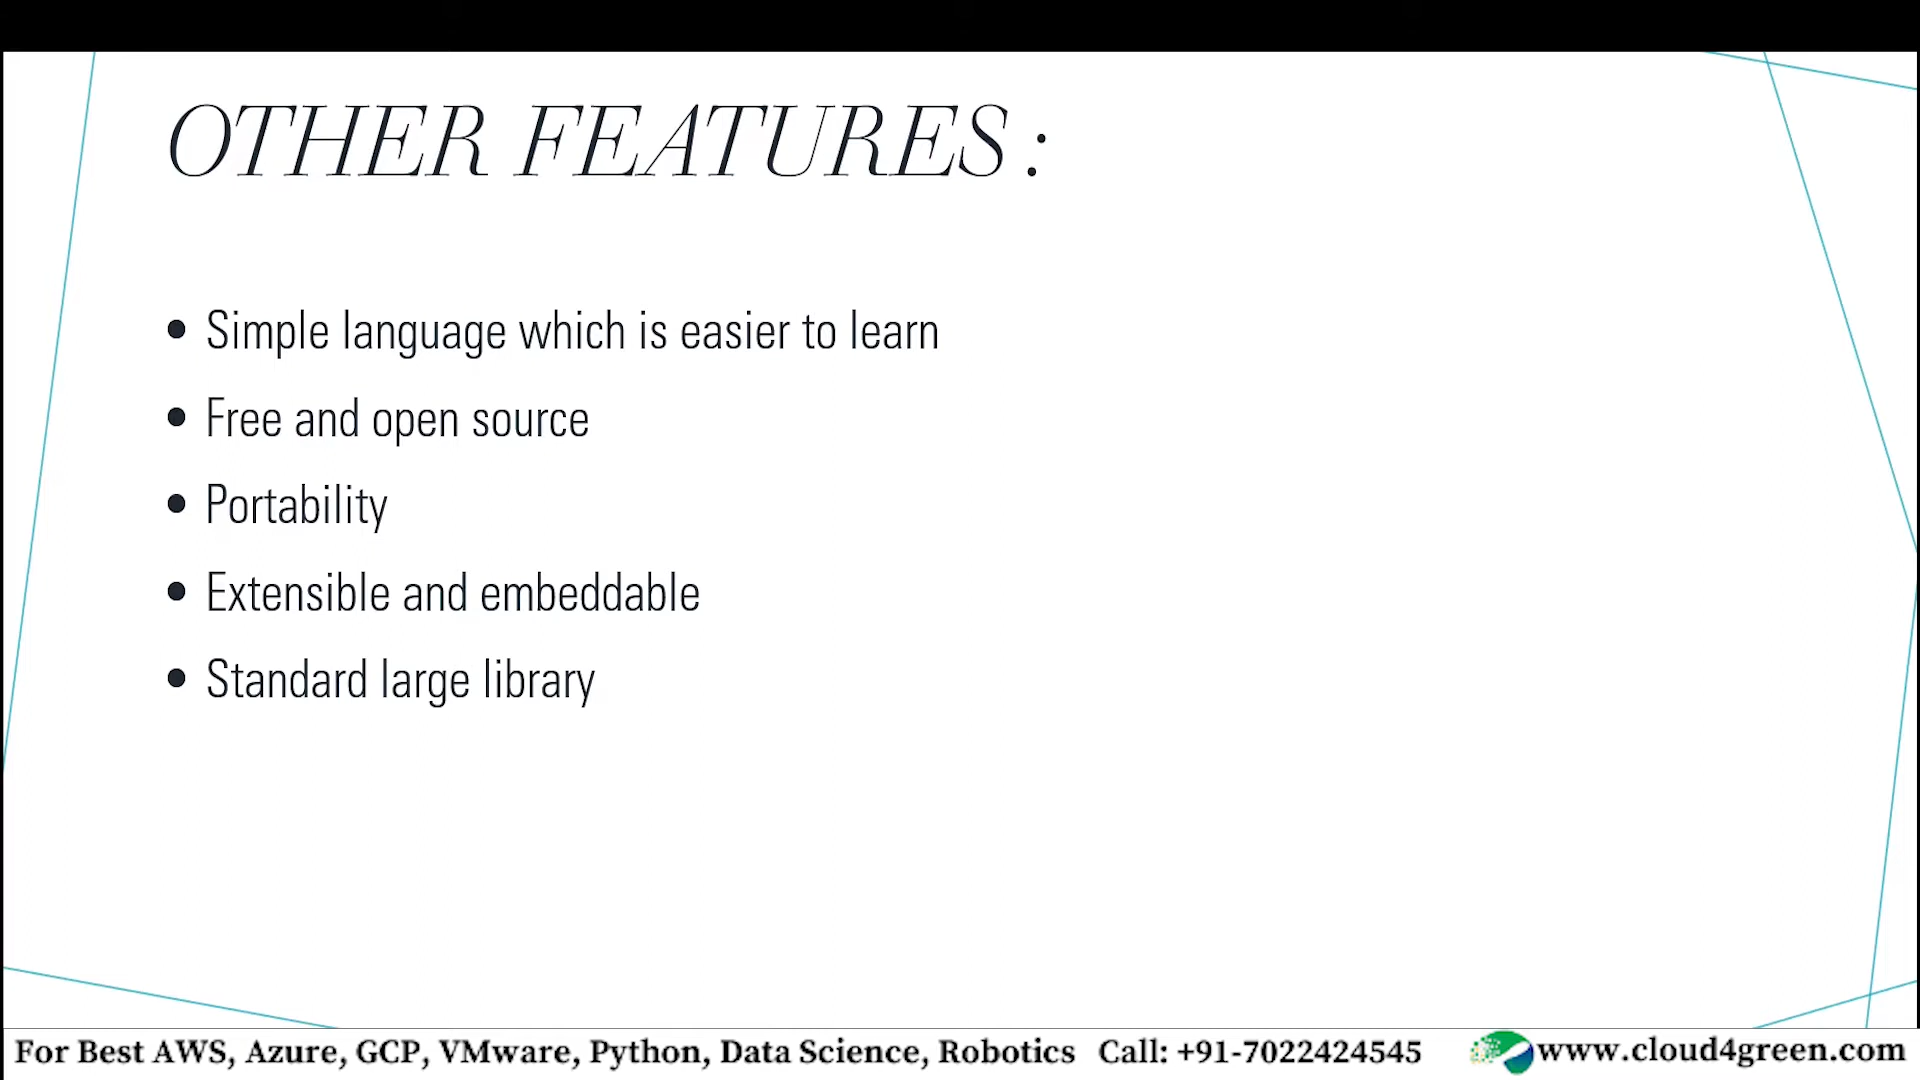 OTHER FEATURES :
• Simple language which is easier to learn
• Free and open source
• Portability
• Extensible and embeddable
• Standard large library
For Best AWS, Azure, GCP, VMware, Python, Data Science, Robotics Call: +91-7022424545 www.cloud4green.com